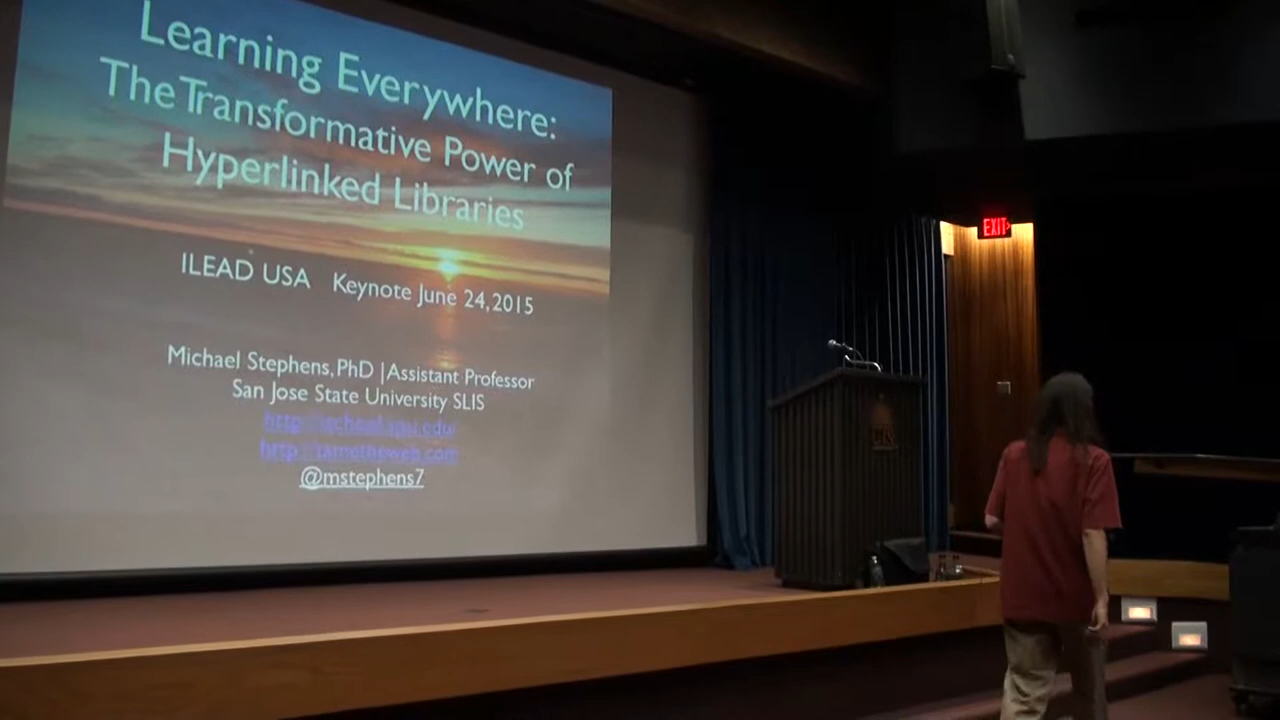 Learning Everywhere:
The Transformative Power of
Hyperlinked Libraries
ILEAD USA Keynote June 24, 2015
Michael Stephens, PhD | Assistant Professor
San Jose State University SLIS
http://tametheweb.com
@mstephens7
EXIT